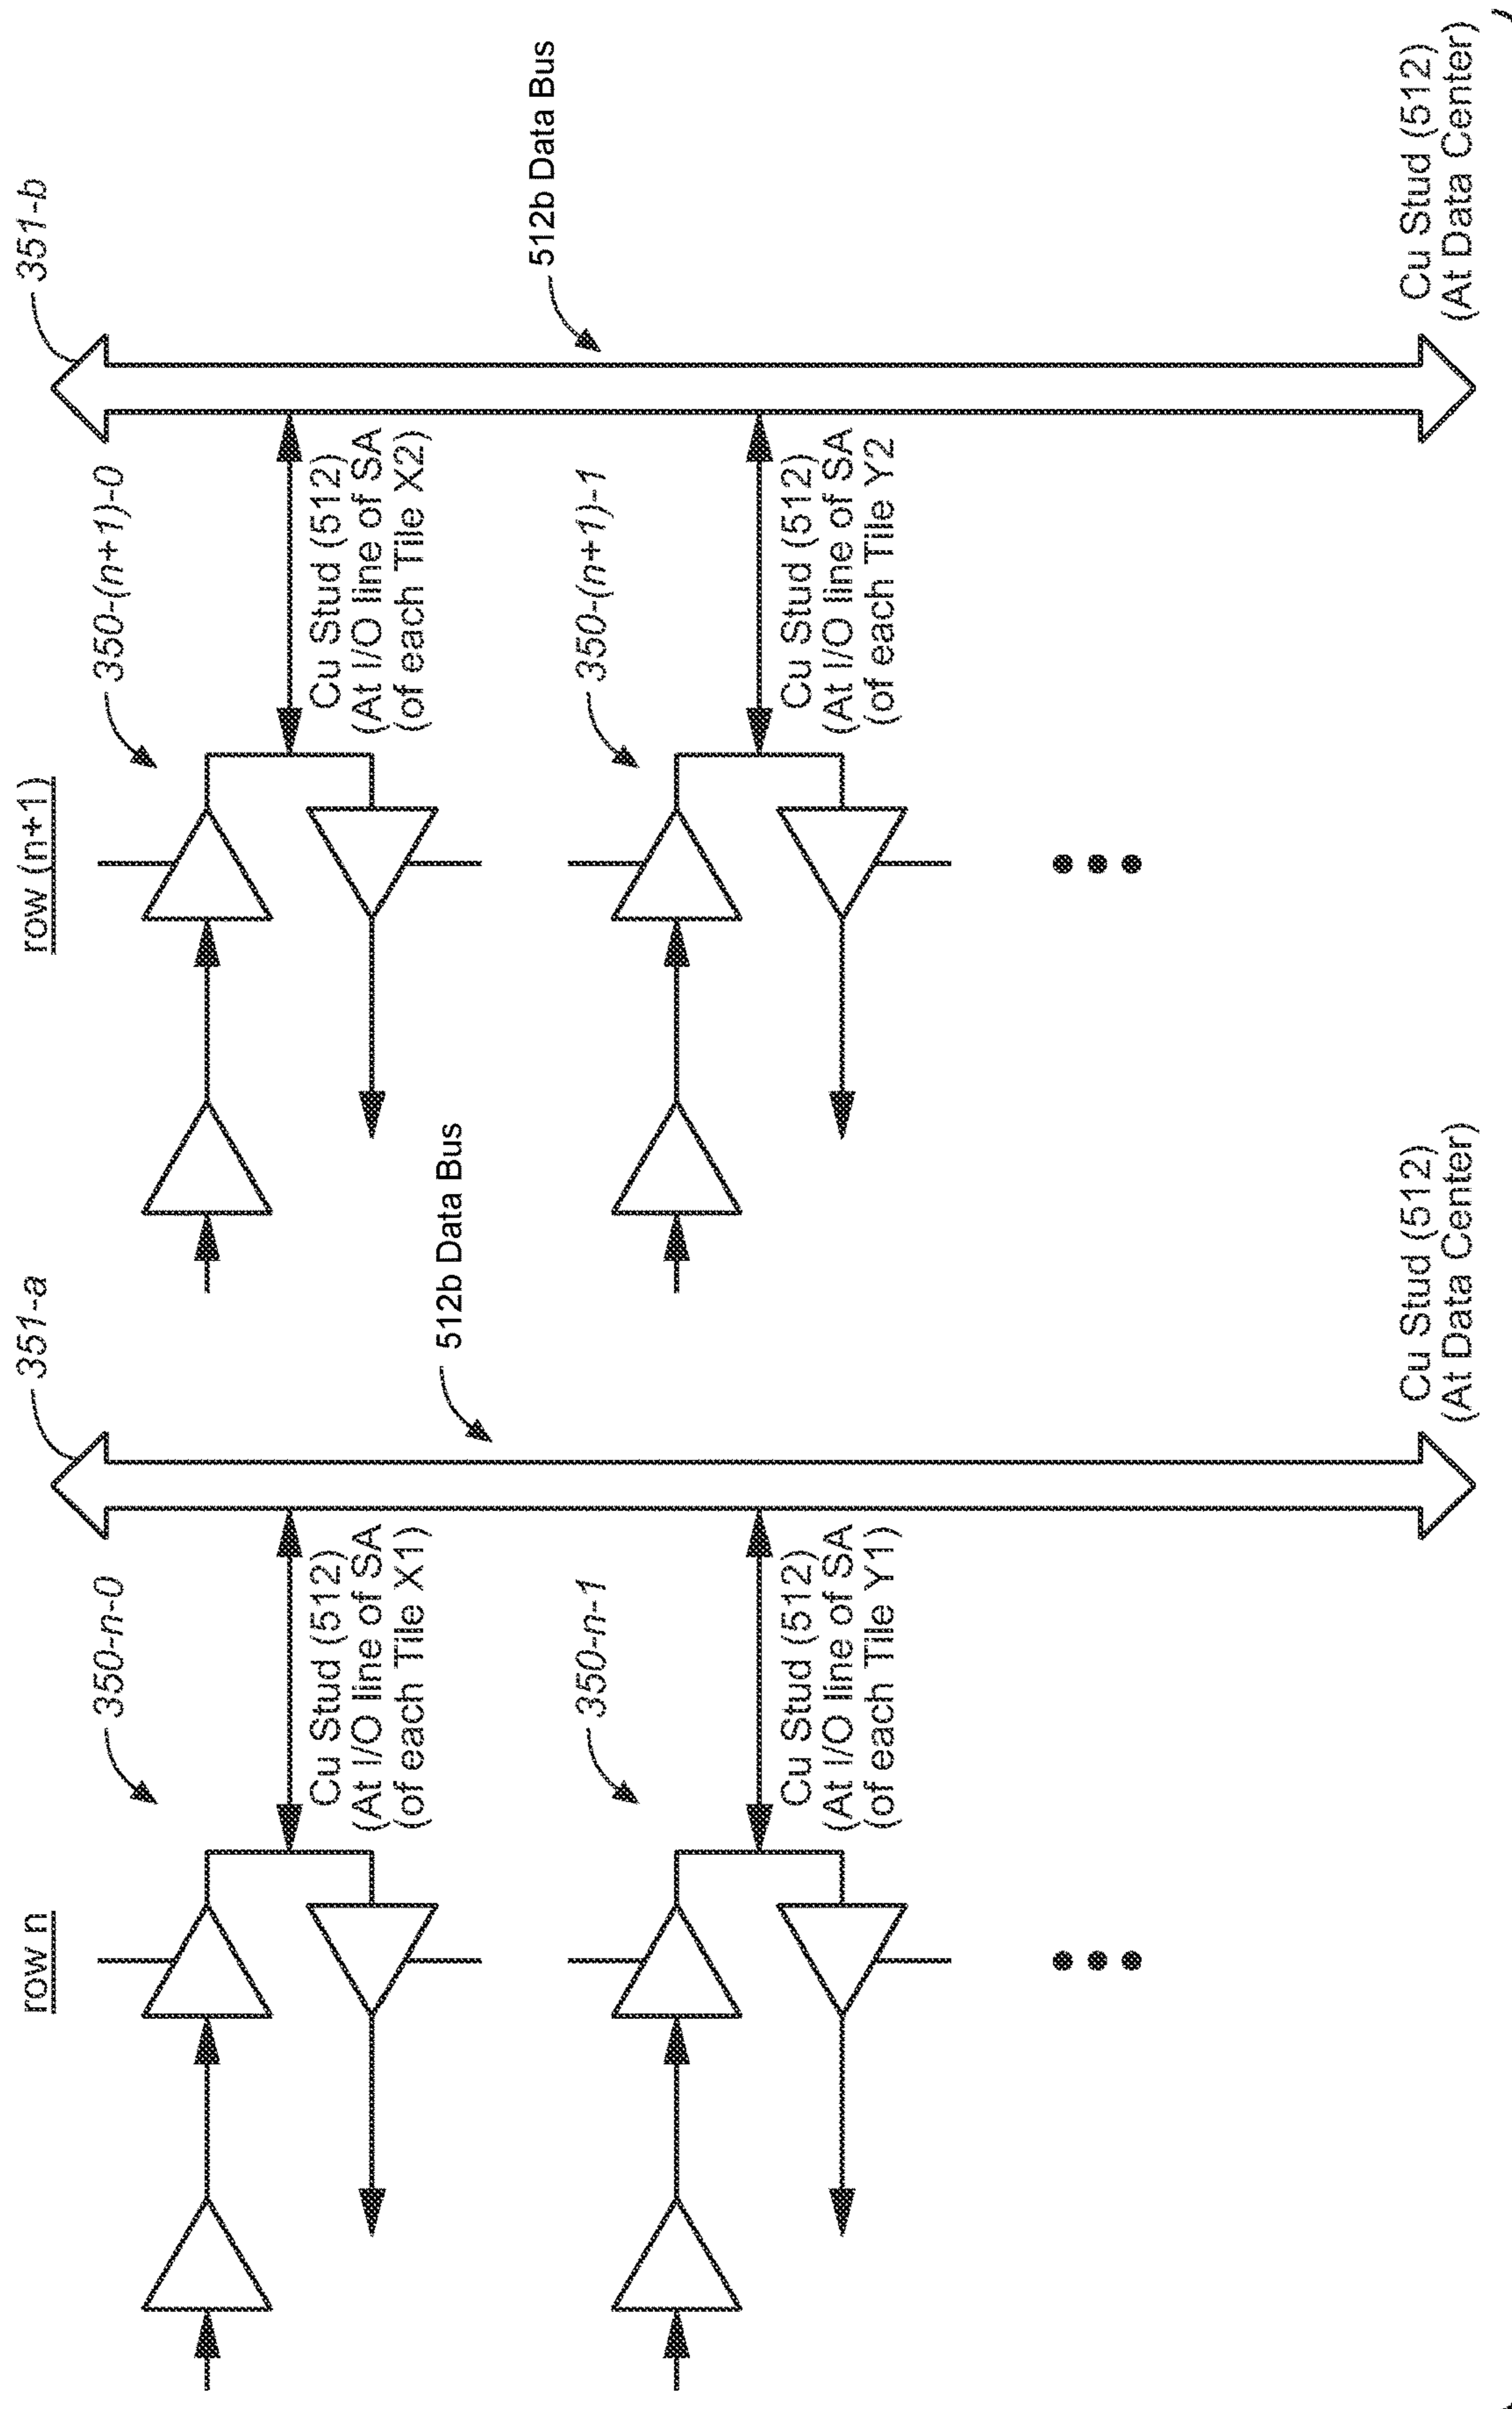 row n
350-n-0
Cu Stud (512)
(At I/O line of SA
(of each Tile X1)
350-n-1
Cu Stud (512)
(At I/O line of SA
(of each Tile Y1)
351-a
512b Data Bus
Cu Stud (512)
(At Data Center)
row (n+1)
350-(n+1)-0
Cu Stud (512)
(At I/O line of SA
(of each Tile X2)
350-(n+1)-1
Cu Stud (512)
(At I/O line of SA
(of each Tile Y2
351-b
512b Data Bus
Cu Stud (512)
(At Data Center)